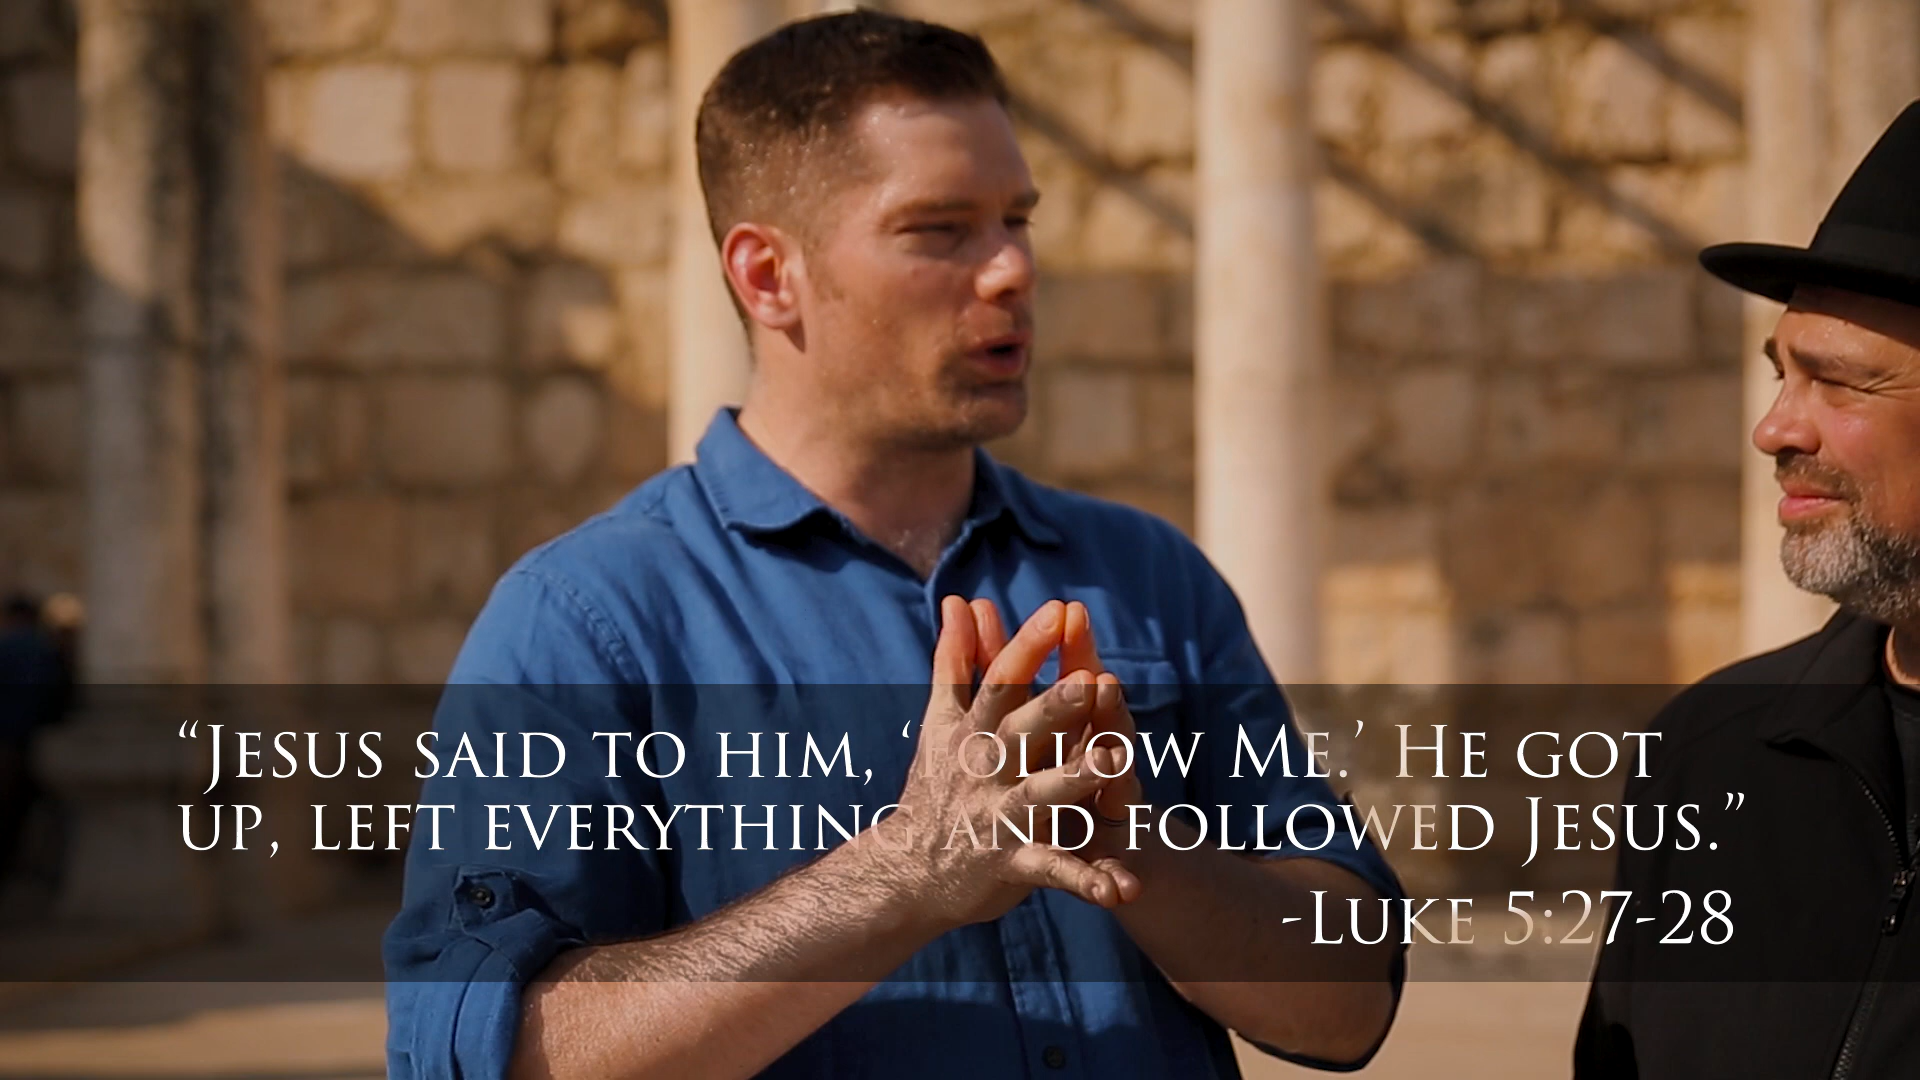 “Jesus said to him, ‘Follow Me.’ He got
up, left everything and followed Jesus.”
-Luke 5:27-28